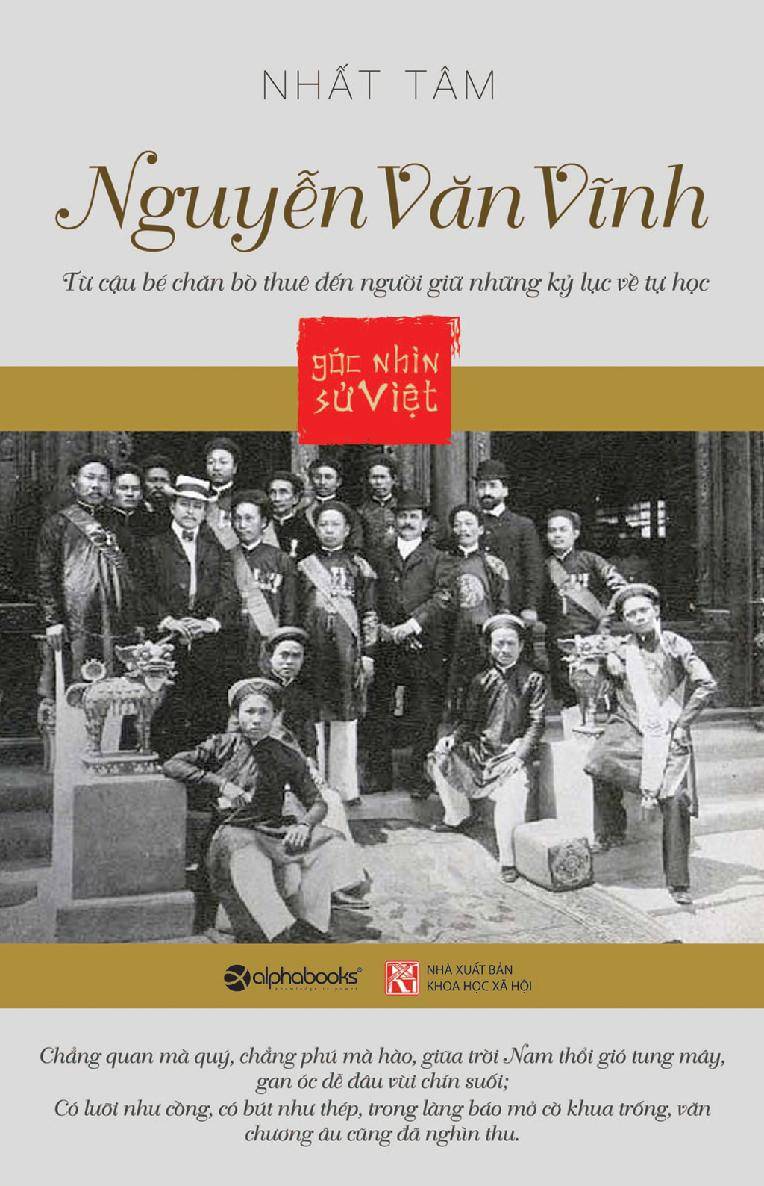 NHẤT TÂM
Nguyễn Văn Vĩnh
Từ cậu bé chăn bò thuê đến người giữ những kỷ lục về tự học
góc nhìn
sử Việt
alphabooks®
knowledge is power
NHÀ XUẤT BẢN
KHOA HỌC XÃ HỘI
Chẳng quan mà quý, chẳng phú mà hào, giữa trời Nam thổi gió tung mây,
gan óc dễ đâu vùi chín suối;
Có lưỡi như cồng, có bút như thép, trong làng báo mở cờ khua trống, văn
chương âu cũng đã nghìn thu.